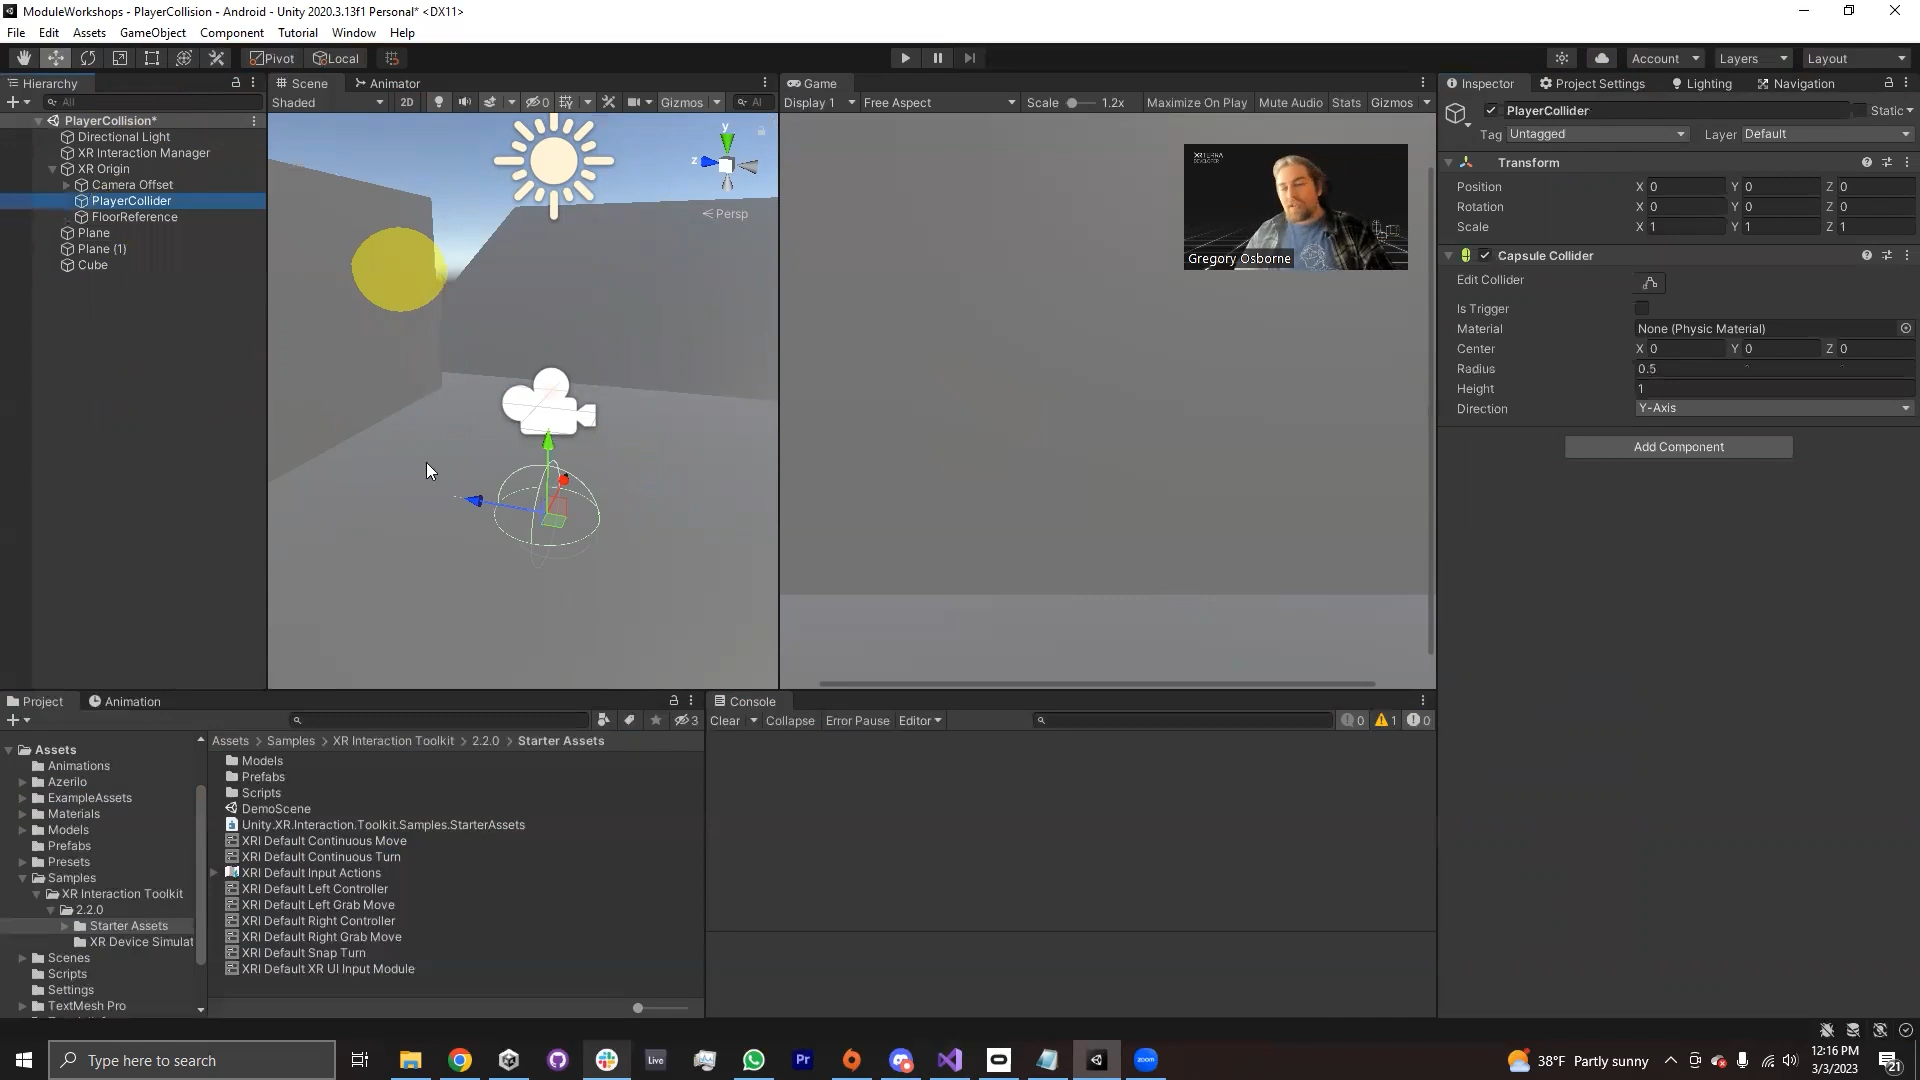 ModuleWorkshops - PlayerCollision - Android - Unity 2020.3.13f1 Personal* <DX11>
File Edit Assets GameObject Component Tutorial Window Help
Pivot Local Account Layers Layout
Hierarchy
All
PlayerCollision*
Directional Light
XR Interaction Manager
XR Origin
Camera Offset
PlayerCollider
FloorReference
Plane
Plane (1)
Cube
Scene Animator
Shaded 2D 0 Gizmos Al
y
z
Persp
Game
Display 1 Free Aspect Scale 1.2x Maximize On Play Mute Audio Stats Gizmos
XRTERRA
DEVELOPER
Gregory Osborne
Inspector Project Settings Lighting Navigation
PlayerCollider Static
Tag Untagged Layer Default
Transform
Position X 0 Y 0 Z 0
Rotation X 0 Y 0 Z 0
Scale X 1 Y 1 Z 1
Capsule Collider
Edit Collider
Is Trigger
Material None (Physic Material)
Center X 0 Y 0 Z 0
Radius 0.5
Height 1
Direction Y-Axis
Add Component
Project Animation
3
Assets
Animations
Azerilo
ExampleAssets
Materials
Models
Prefabs
Presets
Samples
XR Interaction Toolkit
2.2.0
Starter Assets
XR Device Simulat
Scenes
Scripts
Settings
TextMesh Pro
Assets > Samples > XR Interaction Toolkit > 2.2.0 > Starter Assets
Models
Prefabs
Scripts
DemoScene
Unity.XR.Interaction.Toolkit.Samples.StarterAssets
XRI Default Continuous Move
XRI Default Continuous Turn
XRI Default Input Actions
XRI Default Left Controller
XRI Default Left Grab Move
XRI Default Right Controller
XRI Default Right Grab Move
XRI Default Snap Turn
XRI Default XR UI Input Module
Console
Clear Collapse Error Pause Editor 0 1 0
Type here to search
Live
Pr
zoom
38°F Partly sunny
12:16 PM
3/3/2023
21